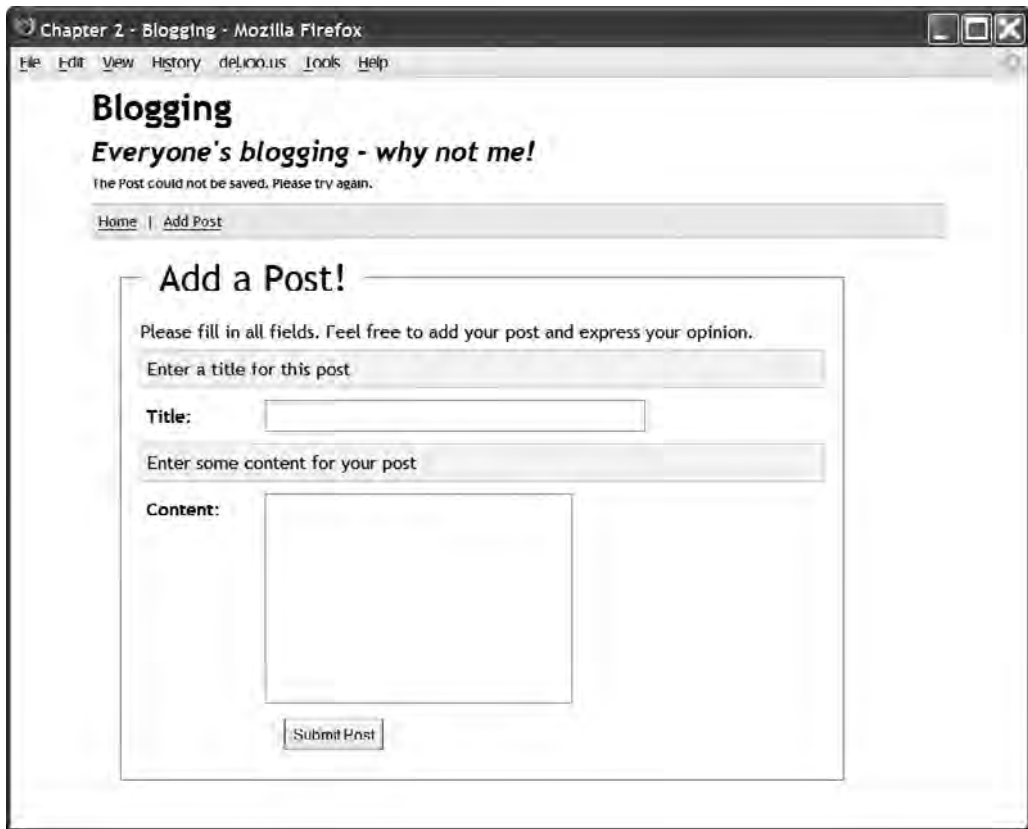 Chapter 2 - Blogging - Mozilla Firefox
File Edit View History del.icio.us Tools Help
Blogging
Everyone's blogging - why not me!
The Post could not be saved. Please try again.
Home | Add Post
Add a Post!
Please fill in all fields. Feel free to add your post and express your opinion.
Enter a title for this post
Title:
Enter some content for your post
Content:
Submit Post